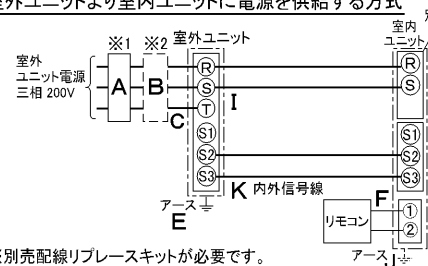 室外ユニットより室内ユニットに電源を供給する方式
※1 ※2 室外ユニット
室内
ユニット
室外
ユニット電源
三相 200V
A B C
R
S
T
S1
S2
S3
I
K 内外信号線
R
S
S1
S2
S3
F
リモコン
①
②
アース
E
アース J
別売配線リプレースキットが必要です。